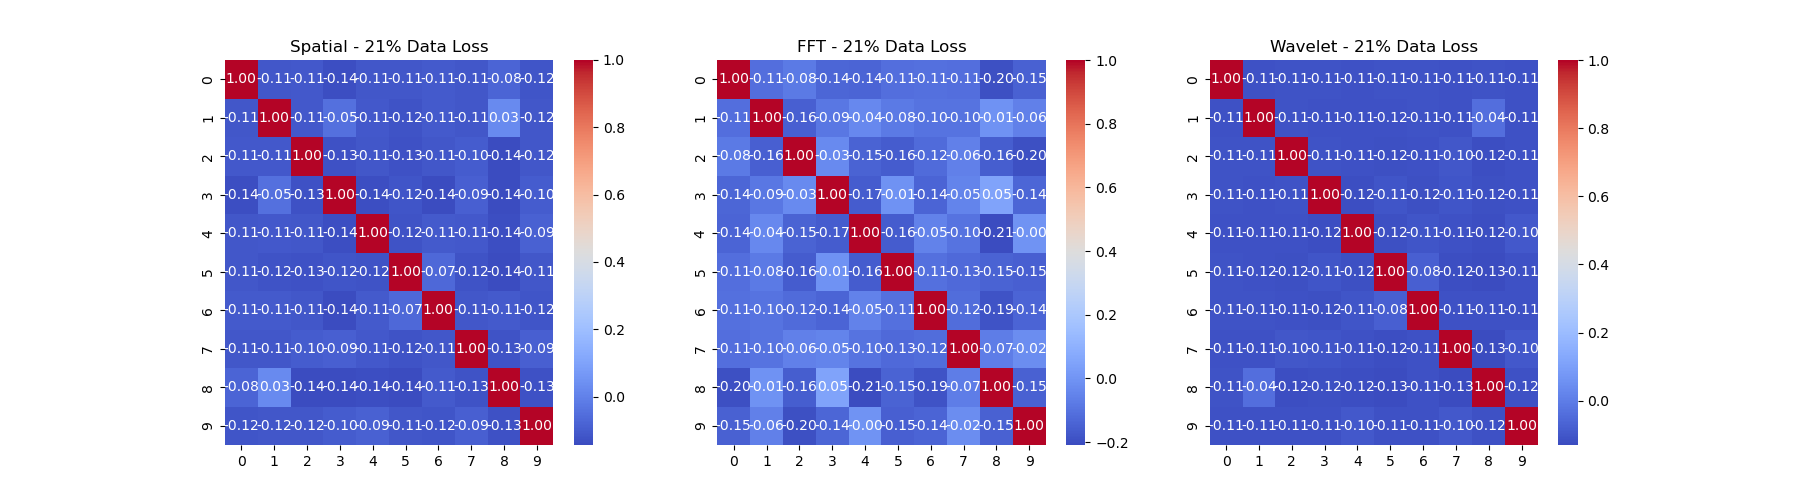 Spatial - 21% Data Loss
0 1.00 -0.11 -0.11 -0.14 -0.11 -0.11 -0.11 -0.11 -0.08 -0.12
1 -0.11 1.00 -0.11 -0.05 -0.11 -0.12 -0.11 -0.11 0.03 -0.12
2 -0.11 -0.11 1.00 -0.13 -0.11 -0.13 -0.11 -0.10 -0.14 -0.12
3 -0.14 -0.05 -0.13 1.00 -0.14 -0.12 -0.14 -0.09 -0.14 -0.10
4 -0.11 -0.11 -0.11 -0.14 1.00 -0.12 -0.11 -0.11 -0.14 -0.09
5 -0.11 -0.12 -0.13 -0.12 -0.12 1.00 -0.07 -0.12 -0.14 -0.11
6 -0.11 -0.11 -0.11 -0.14 -0.11 -0.07 1.00 -0.11 -0.11 -0.12
7 -0.11 -0.11 -0.10 -0.09 -0.11 -0.12 -0.11 1.00 -0.13 -0.09
8 -0.08 0.03 -0.14 -0.14 -0.14 -0.14 -0.11 -0.13 1.00 -0.13
9 -0.12 -0.12 -0.12 -0.10 -0.09 -0.11 -0.12 -0.09 -0.13 1.00
0 1 2 3 4 5 6 7 8 9
1.0
0.8
0.6
0.4
0.2
0.0
FFT - 21% Data Loss
0 1.00 -0.11 -0.08 -0.14 -0.14 -0.11 -0.11 -0.11 -0.20 -0.15
1 -0.11 1.00 -0.16 -0.09 -0.04 -0.08 -0.10 -0.10 -0.01 -0.06
2 -0.08 -0.16 1.00 -0.03 -0.15 -0.16 -0.12 -0.06 -0.16 -0.20
3 -0.14 -0.09 -0.03 1.00 -0.17 -0.01 -0.14 -0.05 0.05 -0.14
4 -0.14 -0.04 -0.15 -0.17 1.00 -0.16 -0.05 -0.10 -0.21 -0.00
5 -0.11 -0.08 -0.16 -0.01 -0.16 1.00 -0.11 -0.13 -0.15 -0.15
6 -0.11 -0.10 -0.12 -0.14 -0.05 -0.11 1.00 -0.12 -0.19 -0.14
7 -0.11 -0.10 -0.06 -0.05 -0.10 -0.13 -0.12 1.00 -0.07 -0.02
8 -0.20 -0.01 -0.16 0.05 -0.21 -0.15 -0.19 -0.07 1.00 -0.15
9 -0.15 -0.06 -0.20 -0.14 -0.00 -0.15 -0.14 -0.02 -0.15 1.00
0 1 2 3 4 5 6 7 8 9
1.0
0.8
0.6
0.4
0.2
0.0
−0.2
Wavelet - 21% Data Loss
0 1.00 -0.11 -0.11 -0.11 -0.11 -0.11 -0.11 -0.11 -0.11 -0.11
1 -0.11 1.00 -0.11 -0.11 -0.11 -0.12 -0.11 -0.11 -0.04 -0.11
2 -0.11 -0.11 1.00 -0.11 -0.11 -0.12 -0.11 -0.10 -0.12 -0.11
3 -0.11 -0.11 -0.11 1.00 -0.12 -0.11 -0.12 -0.11 -0.12 -0.11
4 -0.11 -0.11 -0.11 -0.12 1.00 -0.12 -0.11 -0.11 -0.12 -0.10
5 -0.11 -0.12 -0.12 -0.11 -0.12 1.00 -0.08 -0.12 -0.13 -0.11
6 -0.11 -0.11 -0.11 -0.12 -0.11 -0.08 1.00 -0.11 -0.11 -0.11
7 -0.11 -0.11 -0.10 -0.11 -0.11 -0.12 -0.11 1.00 -0.13 -0.10
8 -0.11 -0.04 -0.12 -0.12 -0.12 -0.13 -0.11 -0.13 1.00 -0.12
9 -0.11 -0.11 -0.11 -0.11 -0.10 -0.11 -0.11 -0.10 -0.12 1.00
0 1 2 3 4 5 6 7 8 9
1.0
0.8
0.6
0.4
0.2
0.0